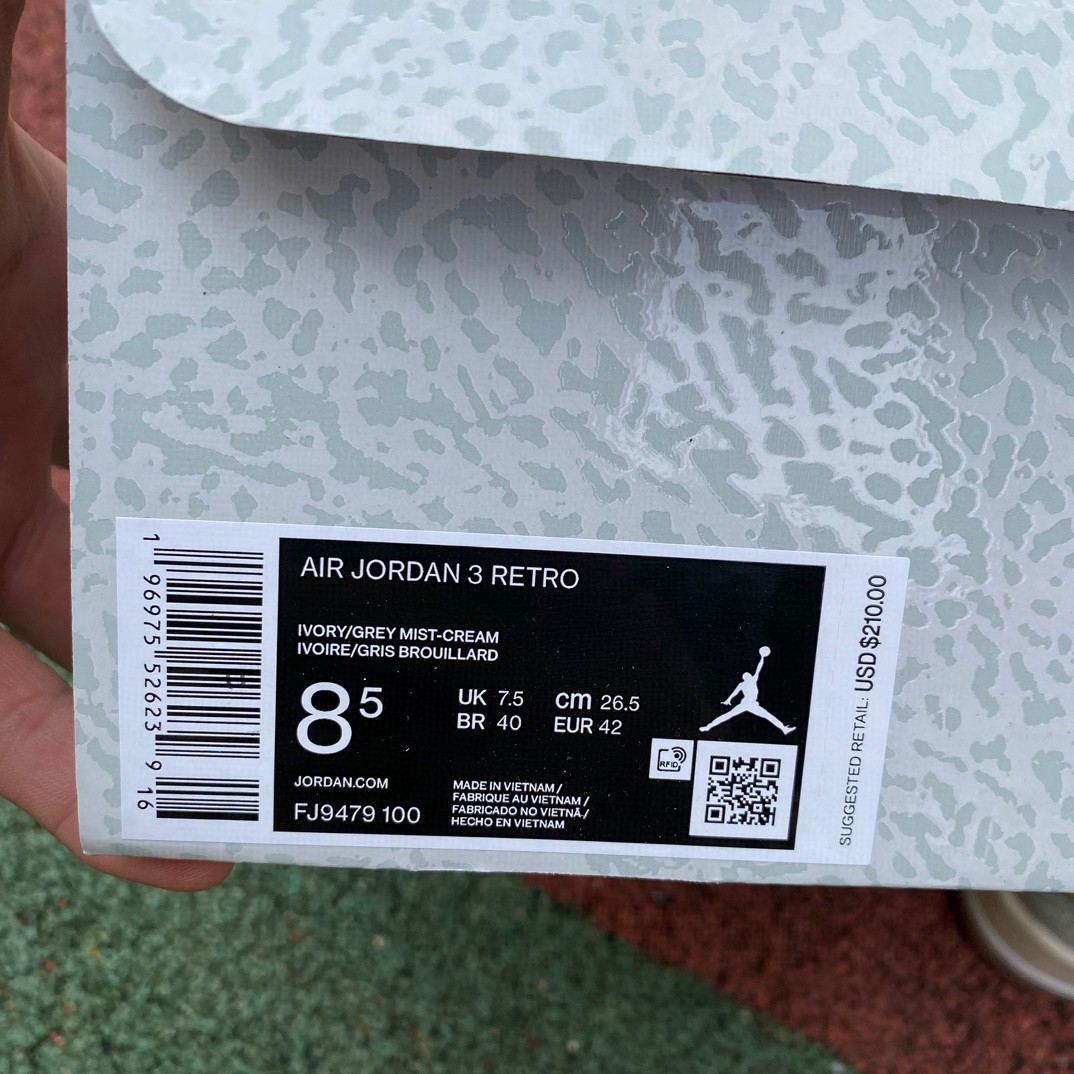 AIR JORDAN 3 RETRO
IVORY/GREY MIST-CREAM
IVOIRE/GRIS BROUILLARD
8 5
UK 7.5
BR 40
cm 26.5
EUR 42
JORDAN.COM
FJ9479 100
MADE IN VIETNAM /
FABRIQUE AU VIETNAM /
FABRICADO NO VIETNÃ/
HECHO EN VIETNAM
RFID
1 96975 52623 9 16
SUGGESTED RETAIL: USD $210.00